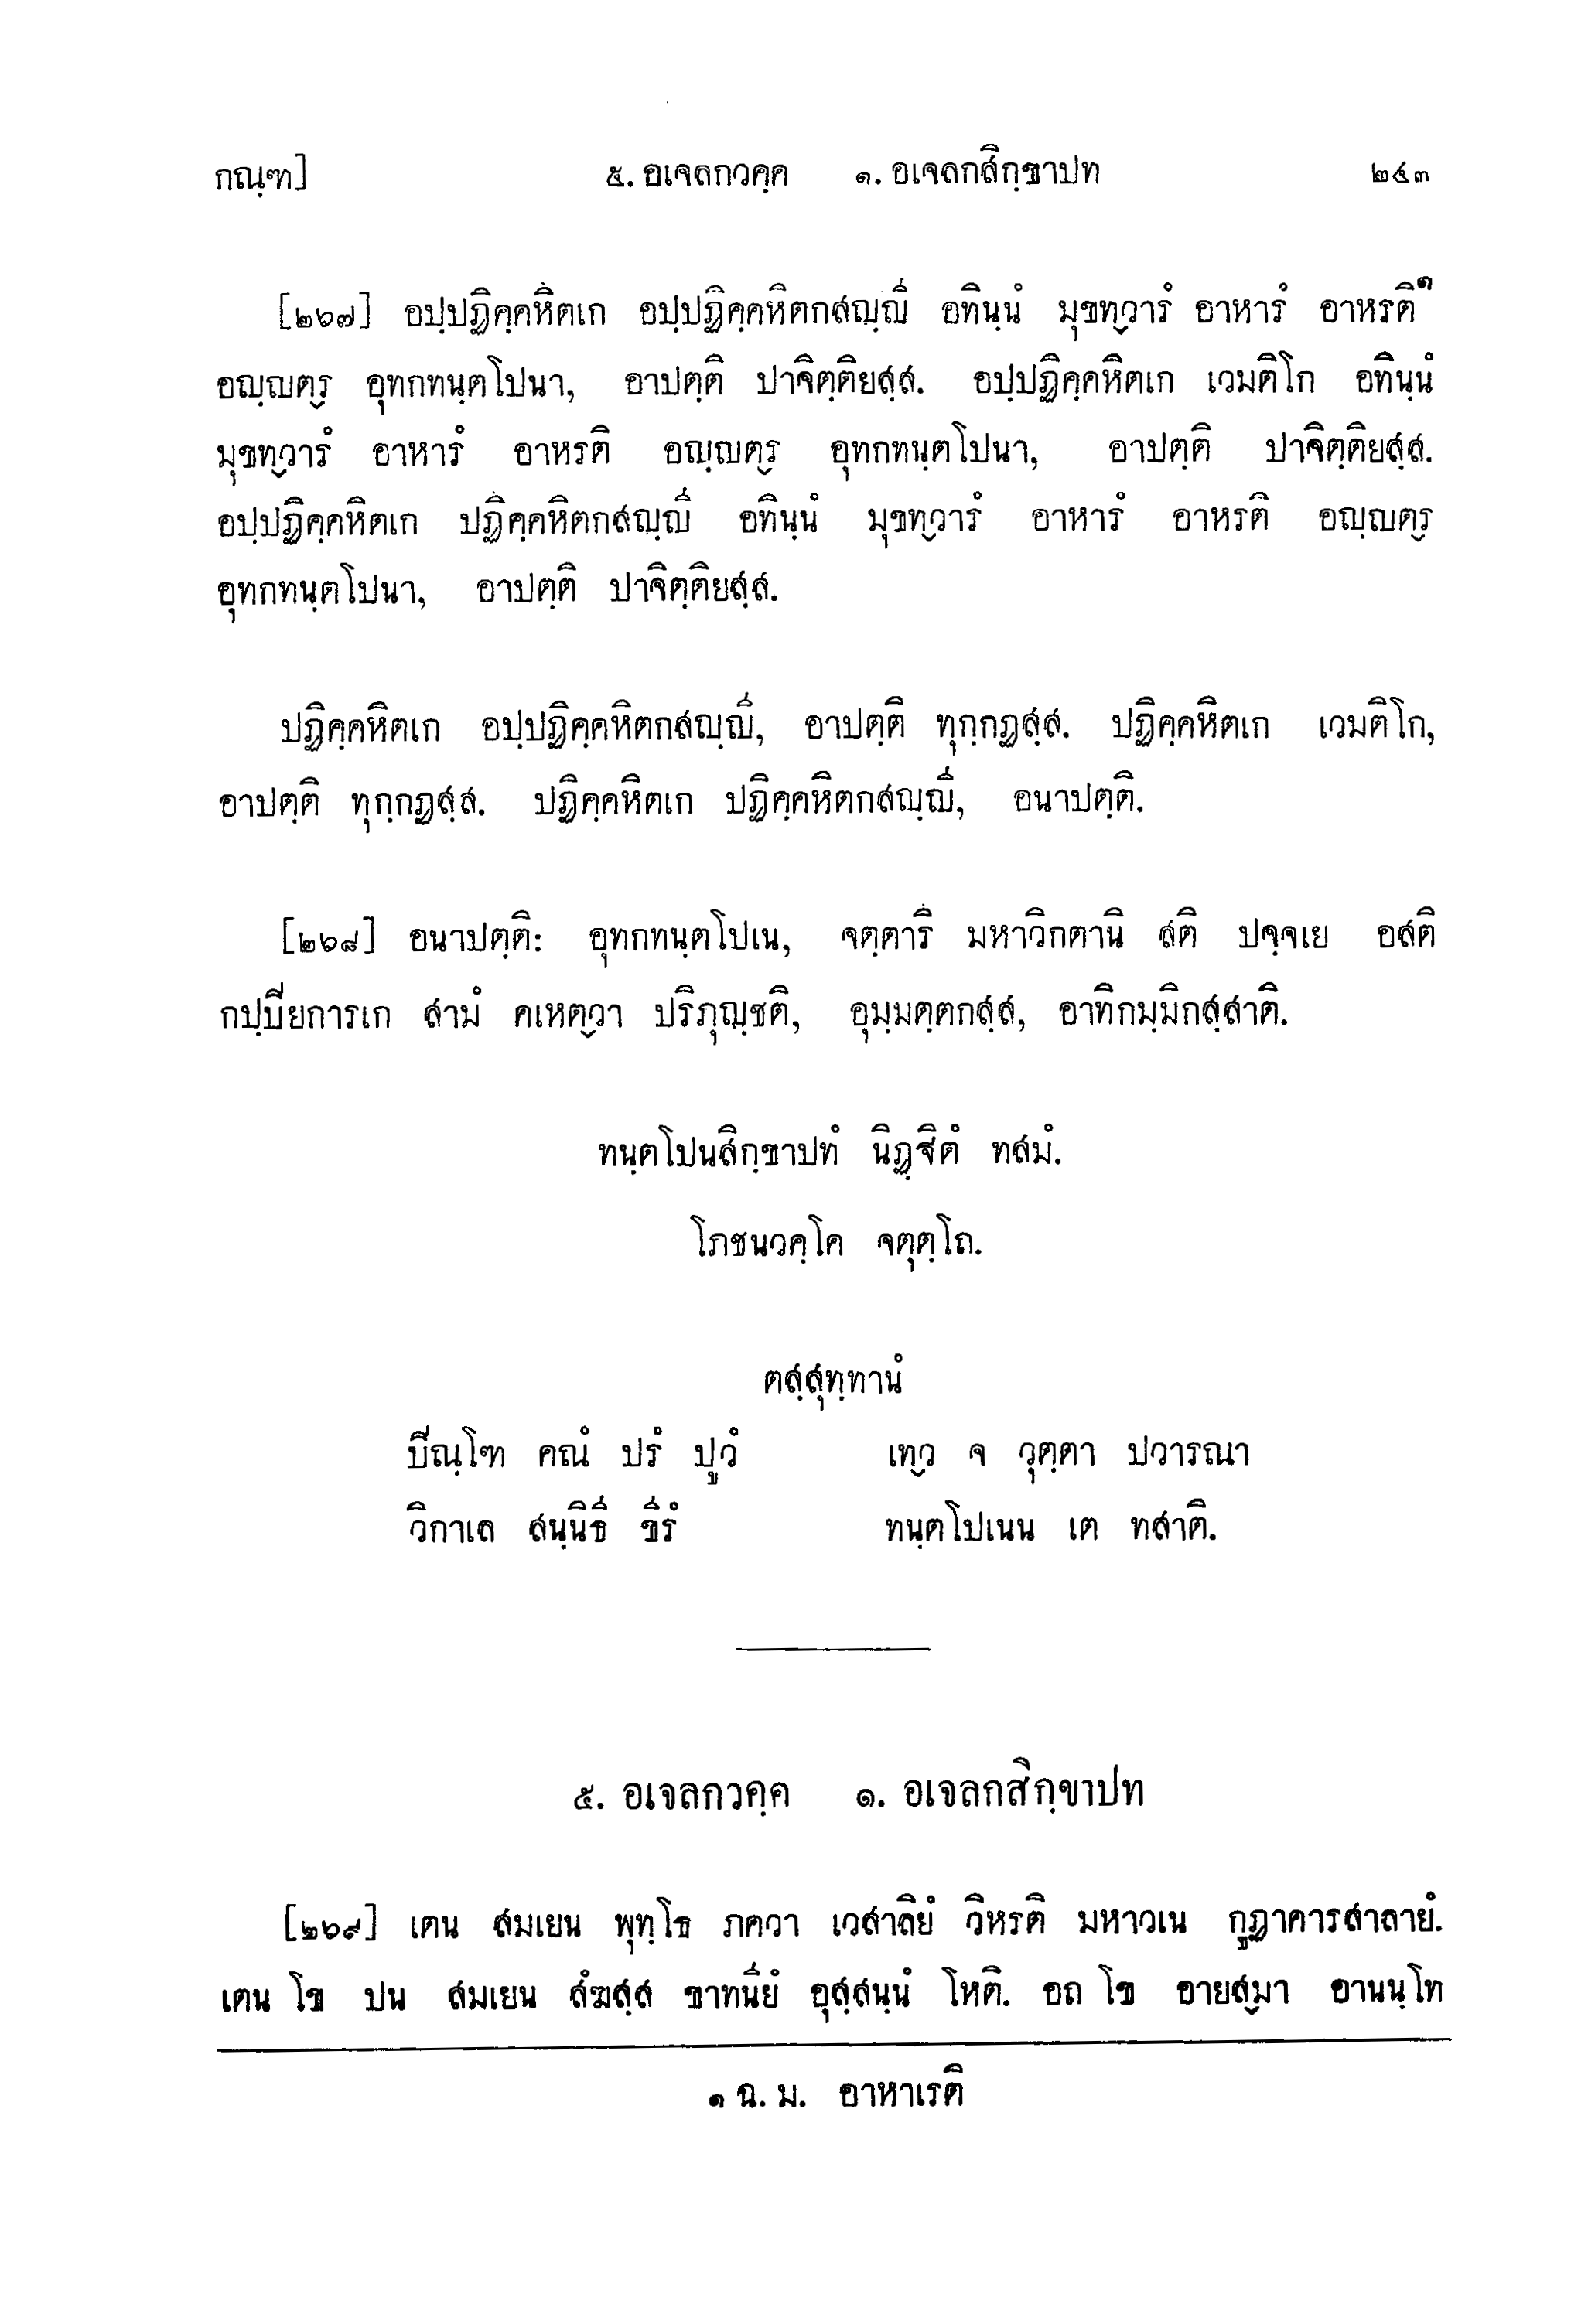 กณฺฑ] ๕. อเจลกวคฺค ๑. อเจลกสิกฺขาปท ๒๔๓
[๒๖๗] อปฺปฏิคฺคหิตเก อปฺปฏิคฺคหิตกสญฺญี อทินฺนํ มุขทฺวารํ อาหารํ อาหรติ๑
อญฺญตฺร อุทกทนฺตโปนา, อาปตฺติ ปาจิตฺติยสฺส. อปฺปฏิคฺคหิตเก เวมติโก อทินฺนํ
มุขทฺวารํ อาหารํ อาหรติ อญฺญตฺร อุทกทนฺตโปนา, อาปตฺติ ปาจิตฺติยสฺส.
อปฺปฏิคฺคหิตเก ปฏิคฺคหิตกสญฺญี อทินฺนํ มุขทฺวารํ อาหารํ อาหรติ อญฺญตฺร
อุทกทนฺตโปนา, อาปตฺติ ปาจิตฺติยสฺส.
ปฏิคฺคหิตเก อปฺปฏิคฺคหิตกสญฺญี, อาปตฺติ ทุกฺกฏสฺส. ปฏิคฺคหิตเก เวมติโก,
อาปตฺติ ทุกฺกฏสฺส. ปฏิคฺคหิตเก ปฏิคฺคหิตกสญฺญี, อนาปตฺติ.
[๒๖๘] อนาปตฺติ: อุทกทนฺตโปเน, จตฺตาริ มหาวิกตานิ สติ ปจฺจเย อสติ
กปฺปิยการเก สามํ คเหตฺวา ปริภุญฺชติ, อุมฺมตฺตกสฺส, อาทิกมฺมิกสฺสาติ.
ทนฺตโปนสิกฺขาปทํ นิฏฺฐิตํ ทสมํ.
โภชนวคฺโค จตุตฺโถ.
ตสฺสุทฺทานํ
ปิณฺโฑ คณํ ปรํ ปูวํ เทฺว จ วุตฺตา ปวารณา
วิกาเล สนฺนิธี ขีรํ ทนฺตโปเนน เต ทสาติ.
๕. อเจลกวคฺค ๑. อเจลกสิกฺขาปท
[๒๖๙] เตน สมเยน พุทฺโธ ภควา เวสาลิยํ วิหรติ มหาวเน กูฏาคารสาลายํ.
เตน โข ปน สมเยน สํฆสฺส ขาทนียํ อุสฺสนฺนํ โหติ. อถ โข อายสฺมา อานนฺโท
๑ ฉ. ม. อาหาเรติ